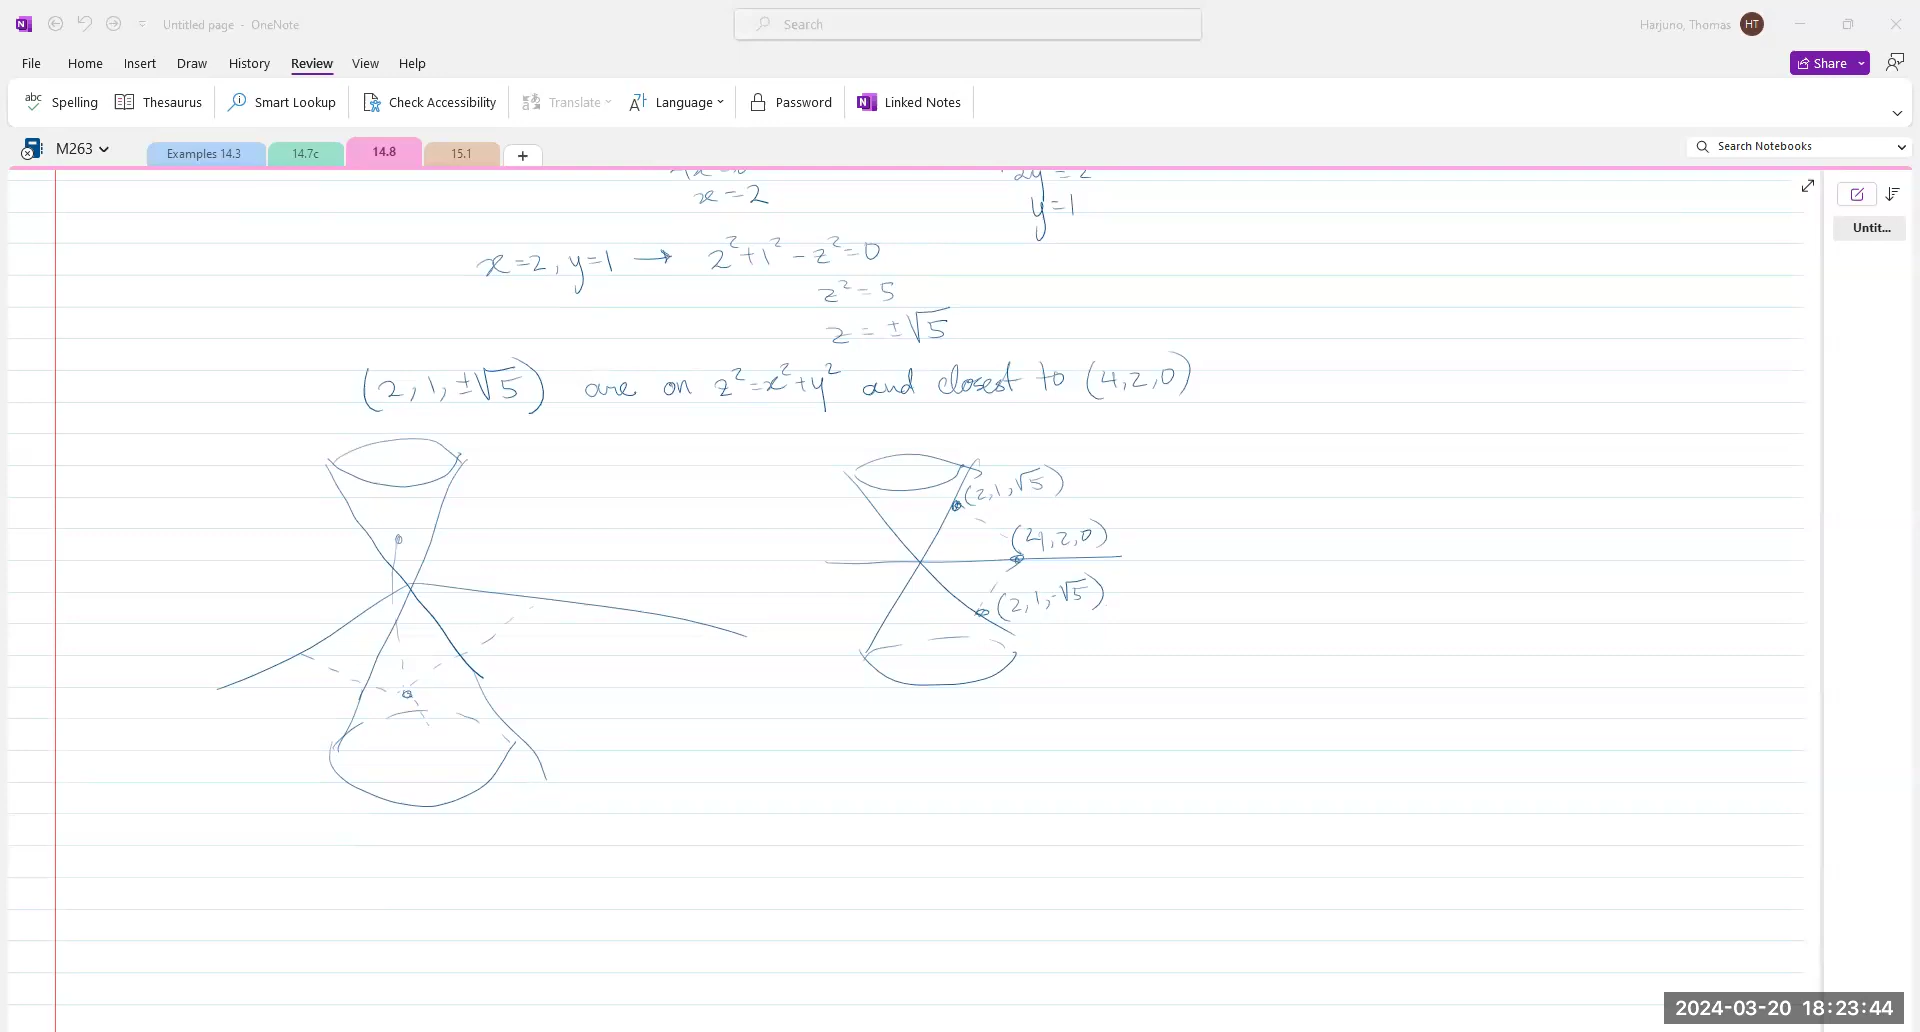 Untitled page - OneNote
Search
Harjuno, Thomas
HT
File Home Insert Draw History Review View Help
Share
abc Spelling Thesaurus Smart Lookup Check Accessibility Translate Language Password Linked Notes
M263
Examples 14.3
14.7c
14.8
15.1
+
Search Notebooks
Untit...
2y = 2
x = 2
y = 1
x = 2, y = 1 → 2² + 1² - z² = 0
z² = 5
z = ±√5
(2, 1, ±√5) are on z² = x² + y² and closest to (4, 2, 0)
(2, 1, √5)
(4, 2, 0)
(2, 1, -√5)
2024-03-20 18:23:44